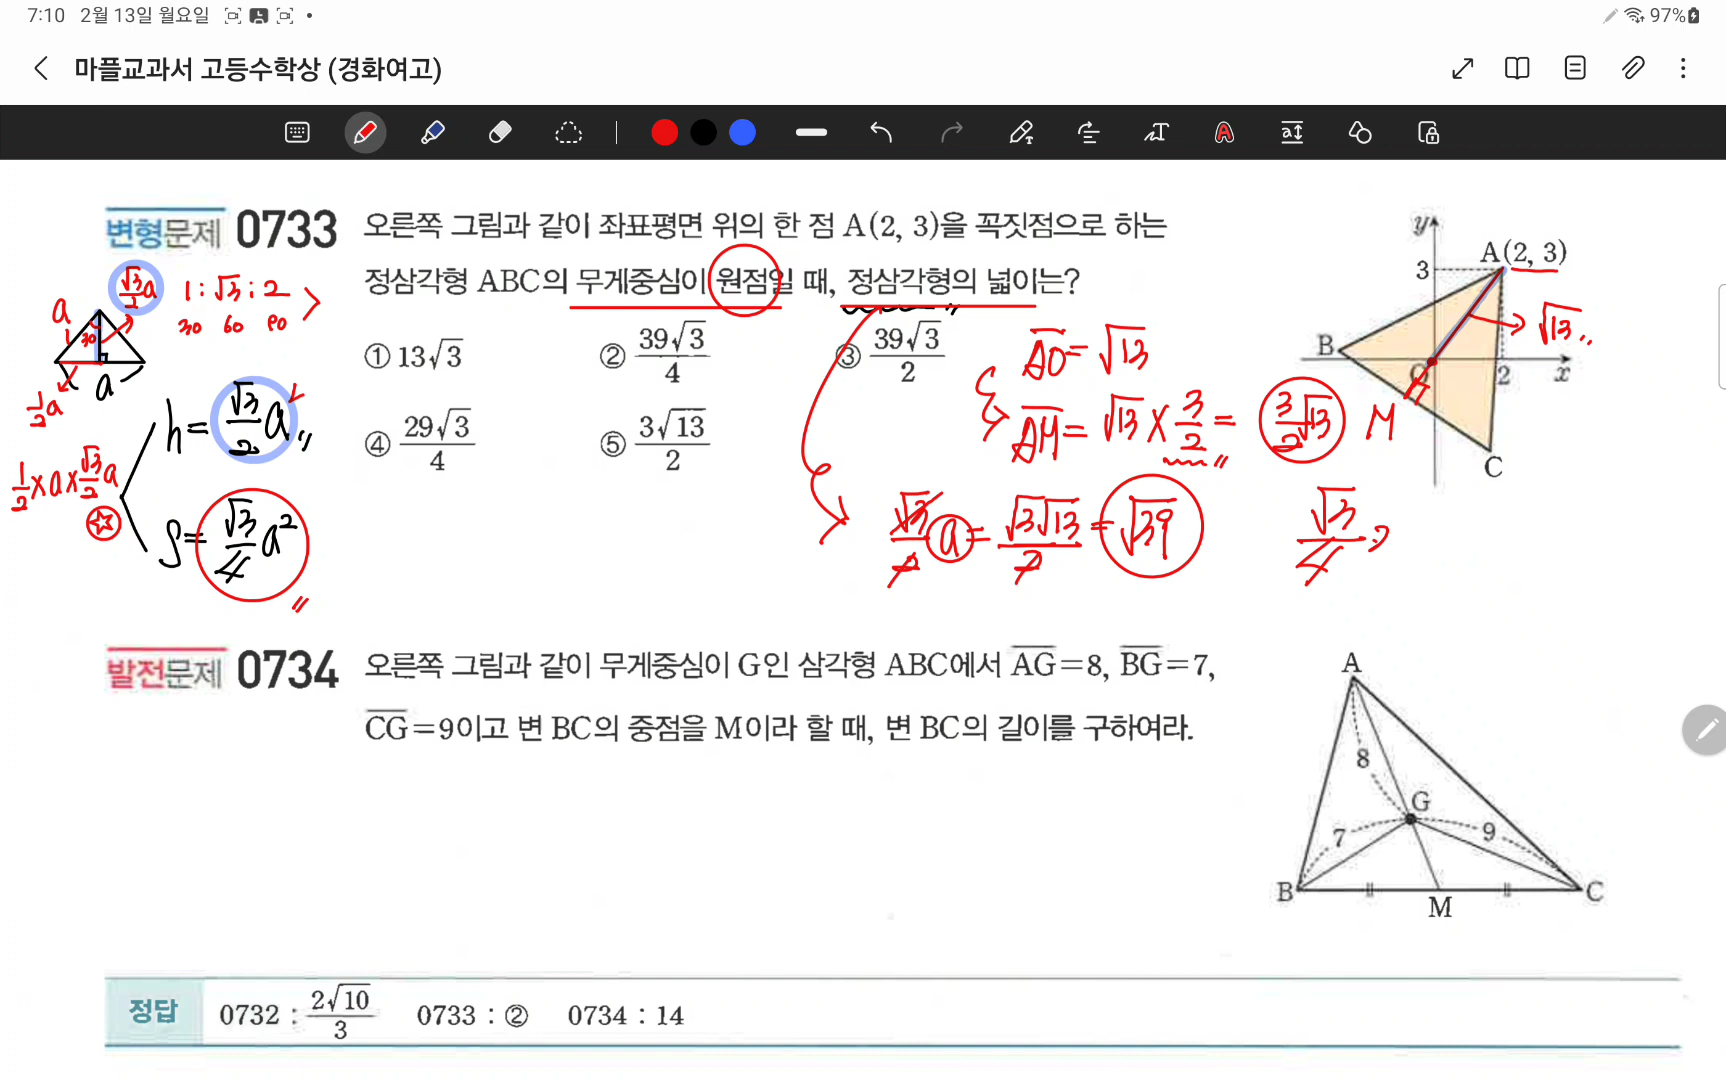 7:10 2월 13일 월요일
97%
마플교과서 고등수학상 (경화여고)
변형문제 0733 오른쪽 그림과 같이 좌표평면 위의 한 점 A(2, 3)을 꼭짓점으로 하는
정삼각형 ABC의 무게중심이 원점일 때, 정삼각형의 넓이는?
① 13√3 ② 39√3/4 ③ 39√3/2
④ 29√3/4 ⑤ 3√13/2
y
A(2, 3)
3
B
O
2 x
C
M
√13
a
√3/2 a
1 : √3 : 2
30 60 90
30
1/2 a
a
h = √3/2 a
1/2 × a × √3/2 a
S = √3/4 a²
AO = √13
AM = √13 × 3/2 = 3/2 √13
√3/2 a = √3√13/2 = √39
√3/4
발전문제 0734 오른쪽 그림과 같이 무게중심이 G인 삼각형 ABC에서 AG=8, BG=7,
CG=9이고 변 BC의 중점을 M이라 할 때, 변 BC의 길이를 구하여라.
A
8
G
7
9
B
M
C
정답 0732 : 2√10/3 0733 : ② 0734 : 14